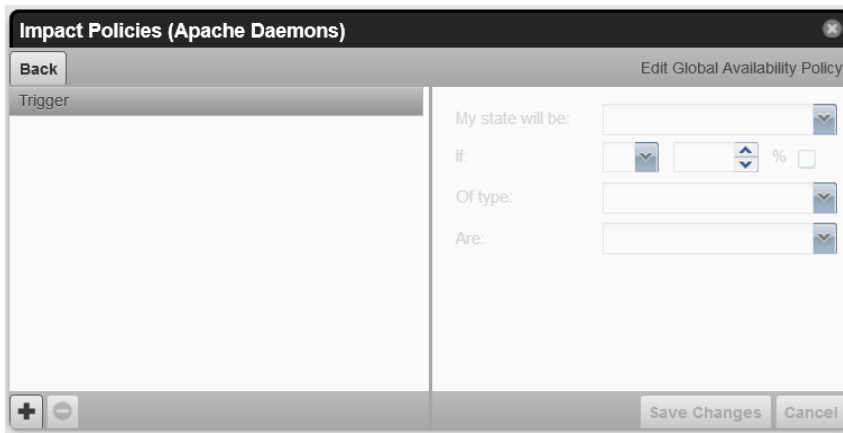 Impact Policies (Apache Daemons)
Back
Edit Global Availability Policy
Trigger
My state will be:
If:
%
Of type:
Are:
Save Changes
Cancel